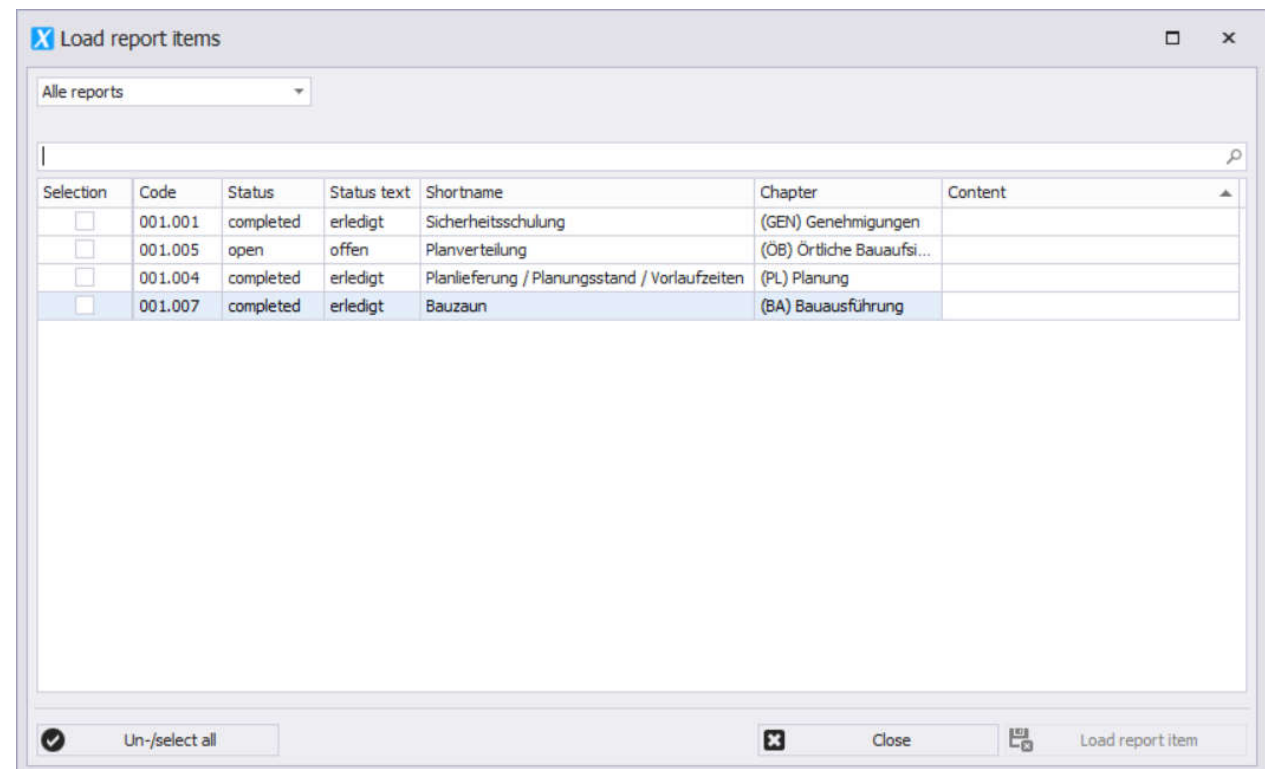 X Load report items
Alle reports
Selection Code Status Status text Shortname Chapter Content
001.001 completed erledigt Sicherheitsschulung (GEN) Genehmigungen
001.005 open offen Planverteilung (ÖB) Örtliche Bauaufsi...
001.004 completed erledigt Planlieferung / Planungsstand / Vorlaufzeiten (PL) Planung
001.007 completed erledigt Bauzaun (BA) Bauausführung
Un-/select all Close Load report item